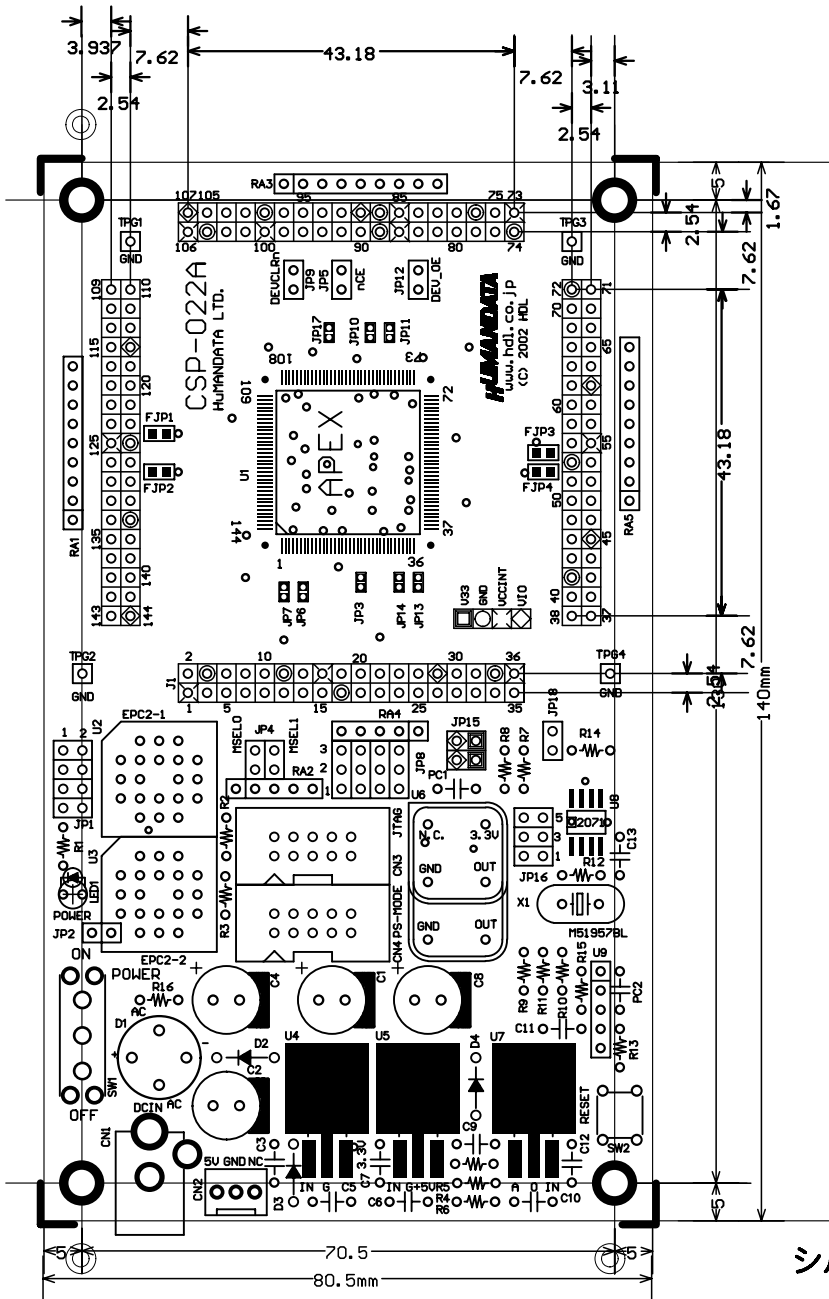 3.937
7.62
43.18
7.62
3.11
2.54
2.54
5
1.67
2.54
7.62
RA3
107 105 95 85 75 73
106 100 90 80 74
TPG1
GND
TPG3
GND
DEVCLRn
JP9
JP5
nCE
JP12
DEV_OE
109 110
115
120
125
135
140
143 144
72 71
70
65
60
55
50
45
40
38 37
CSP-022A
HuMANDATA LTD.
HUMANDATA
www.hdl.co.jp
(C) 2002 HDL
JP17
JP10
JP11
108
73
109
72
U1
APEX
144
37
1
36
FJP1
FJP2
FJP3
FJP4
RA1
RA5
43.18
JP7
JP6
JP3
JP14
JP13
V33
GND
VCCINT
VIO
7.62
2.54
140mm
TPG2
GND
TPG4
GND
J1
2 10 20 30 36
1 5 15 25 35
1 2
U2
EPC2-1
MSEL0
JP4
MSEL1
RA4
3
2
1
JP8
RA2
JP15
JP18
R8
R7
R14
PC1
U6
JP1
R1
U3
R2
R3
JTAG
CN3
PS-MODE
CN4
N.C.
3.3V
GND
OUT
GND
OUT
U8
2071
5
3
1
JP16
R12
C13
X1
M51957BL
LED1
POWER
JP2
EPC2-2
ON
POWER
R16
SW1
OFF
D1
AC
+
-
AC
C4
C1
C8
D2
C2
U4
U5
U7
D4
R9
R11
R10
R15
U9
PC2
C11
R13
RESET
SW2
DCIN
CN1
5V GND NC
CN2
C3
D3
IN G
C5
C7
3.3V
C6
IN G+5V
R5
R4
R6
C9
A O IN
C10
C12
5
5
70.5
5
80.5mm